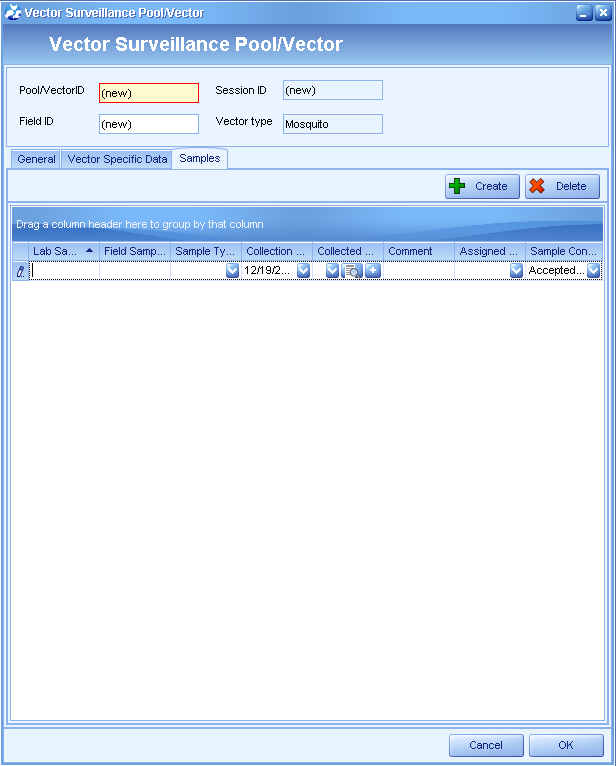 Vector Surveillance Pool/Vector
Vector Surveillance Pool/Vector
Pool/VectorID (new) Session ID (new)
Field ID (new) Vector type Mosquito
General Vector Specific Data Samples
Create Delete
Drag a column header here to group by that column
Lab Sa... Field Samp... Sample Ty... Collection ... Collected ... Comment Assigned ... Sample Con...
12/19/2... Accepted...
Cancel OK